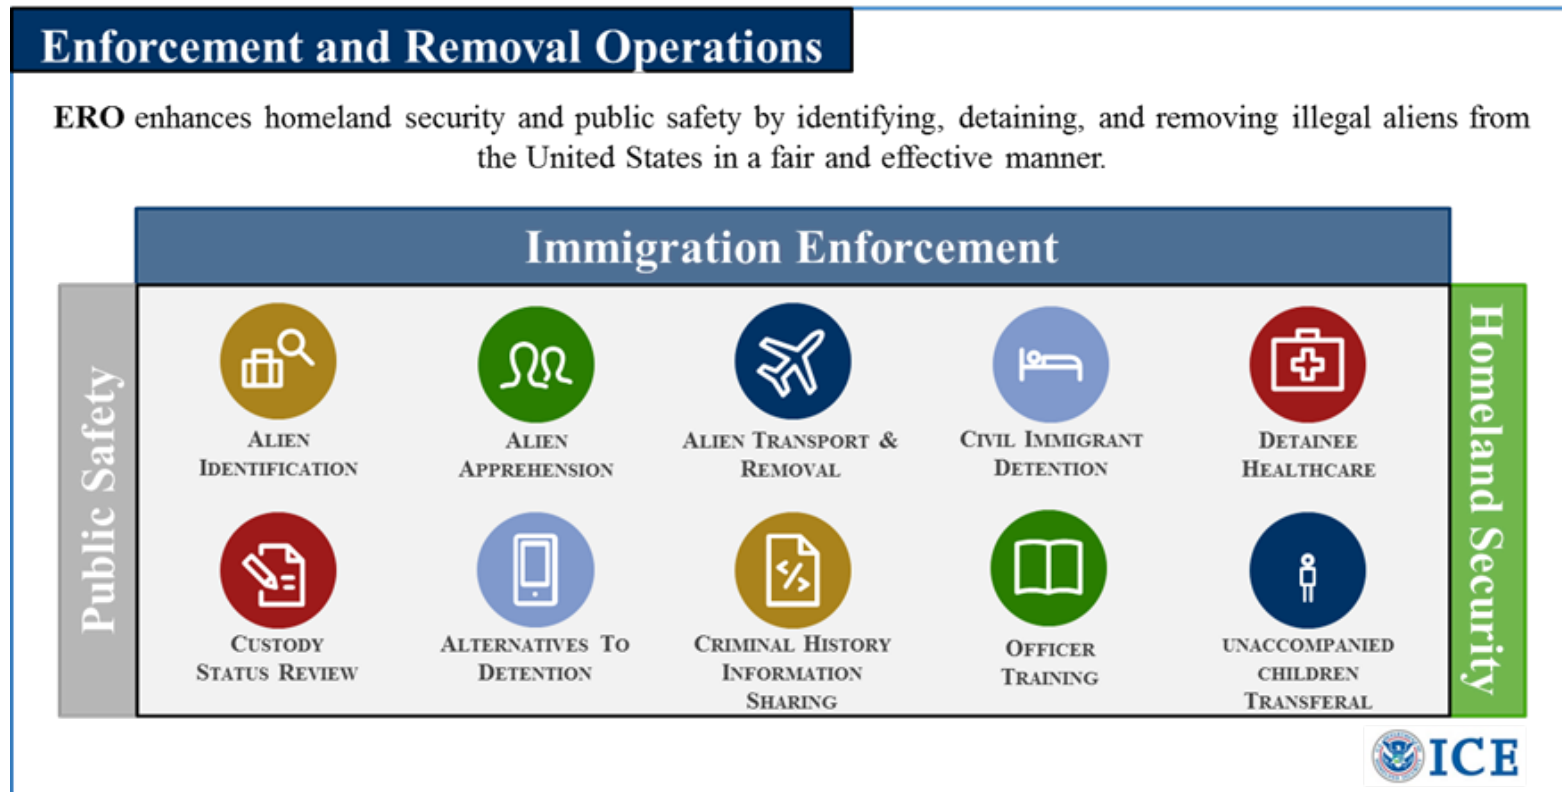 Enforcement and Removal Operations
ERO enhances homeland security and public safety by identifying, detaining, and removing illegal aliens from
the United States in a fair and effective manner.
Immigration Enforcement
Public Safety
Homeland Security
ALIEN
IDENTIFICATION
ALIEN
APPREHENSION
ALIEN TRANSPORT &
REMOVAL
CIVIL IMMIGRANT
DETENTION
DETAINEE
HEALTHCARE
CUSTODY
STATUS REVIEW
ALTERNATIVES TO
DETENTION
CRIMINAL HISTORY
INFORMATION
SHARING
OFFICER
TRAINING
UNACCOMPANIED
CHILDREN
TRANSFERAL
ICE